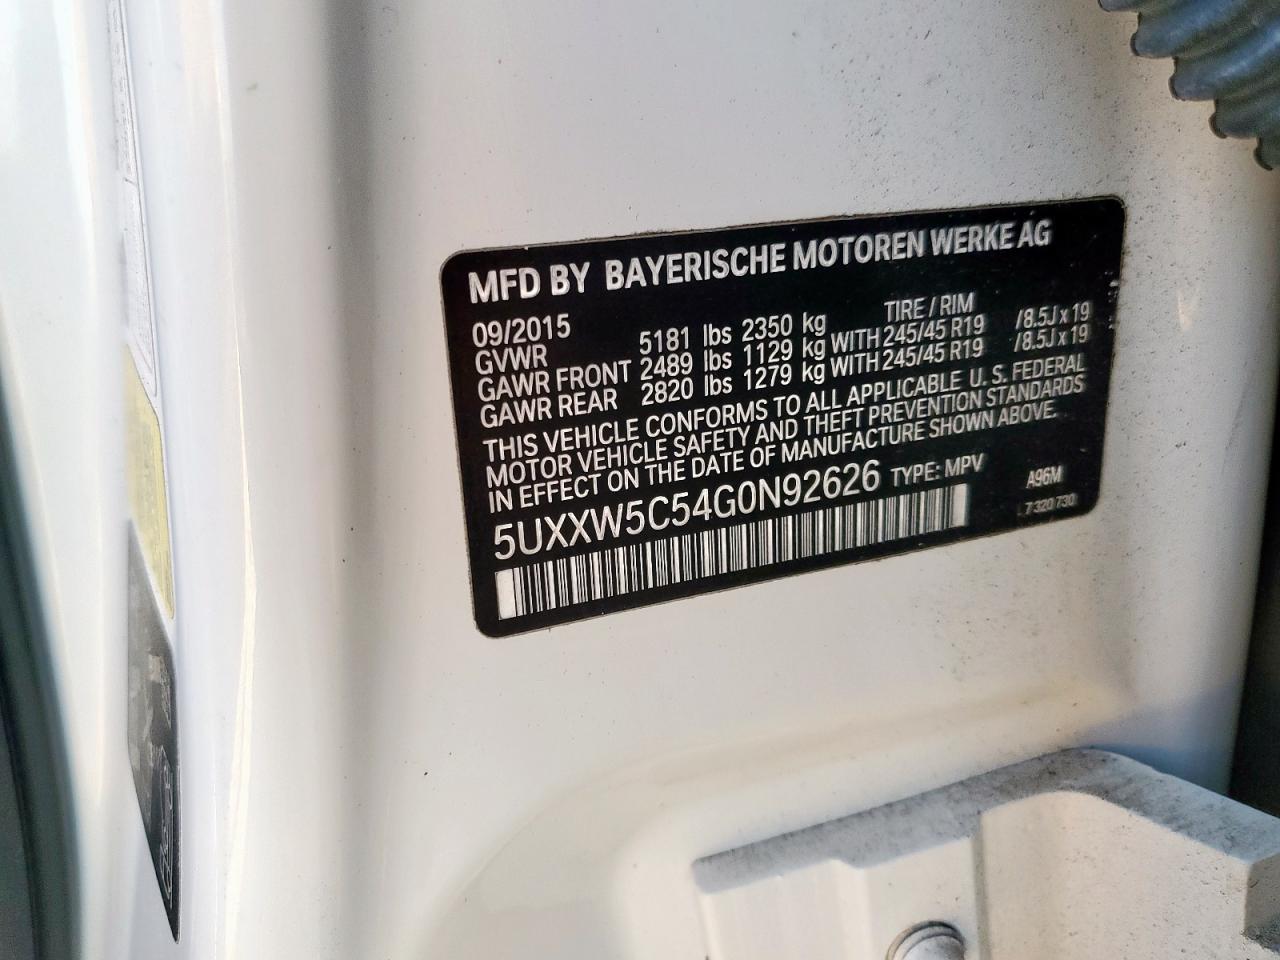 MFD BY BAYERISCHE MOTOREN WERKE AG
09/2015 TIRE / RIM
GVWR 5181 lbs 2350 kg
GAWR FRONT 2489 lbs 1129 kg WITH 245/45 R19 /8.5J x 19
GAWR REAR 2820 lbs 1279 kg WITH 245/45 R19 /8.5J x 19
THIS VEHICLE CONFORMS TO ALL APPLICABLE U. S. FEDERAL
MOTOR VEHICLE SAFETY AND THEFT PREVENTION STANDARDS
IN EFFECT ON THE DATE OF MANUFACTURE SHOWN ABOVE.
5UXXW5C54G0N92626 TYPE: MPV A96M
7 320 730